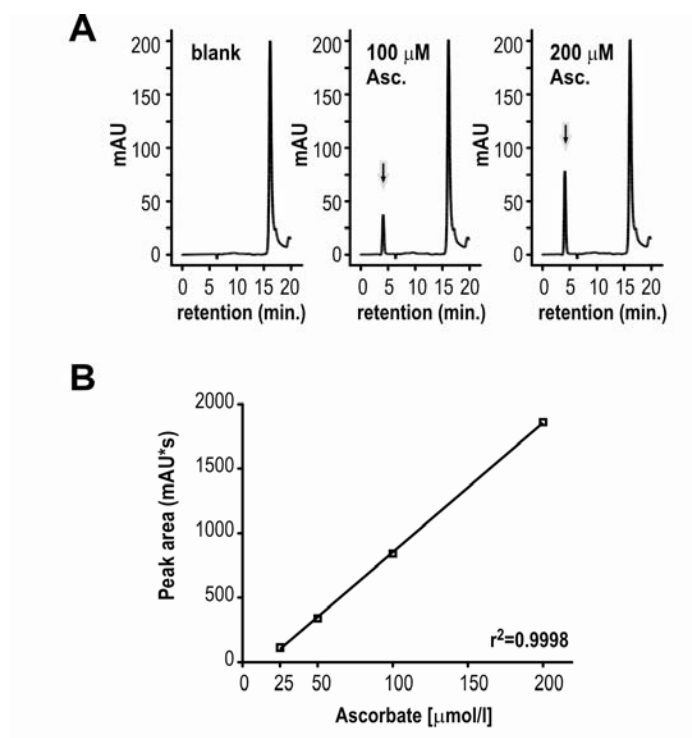 A
blank
100 μM
Asc.
200 μM
Asc.
mAU
200
150
100
50
0
0 5 10 15 20
retention (min.)
mAU
200
150
100
50
0
0 5 10 15 20
retention (min.)
mAU
200
150
100
50
0
0 5 10 15 20
retention (min.)
B
Peak area (mAU*s)
2000
1500
1000
500
0
r²=0.9998
0 25 50 100 150 200
Ascorbate [μmol/l]